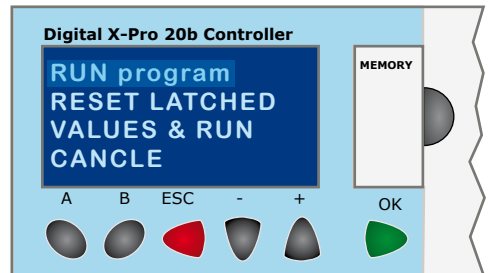 Digital X-Pro 20b Controller
RUN program
RESET LATCHED
VALUES & RUN
CANCLE
MEMORY
A B ESC - + OK